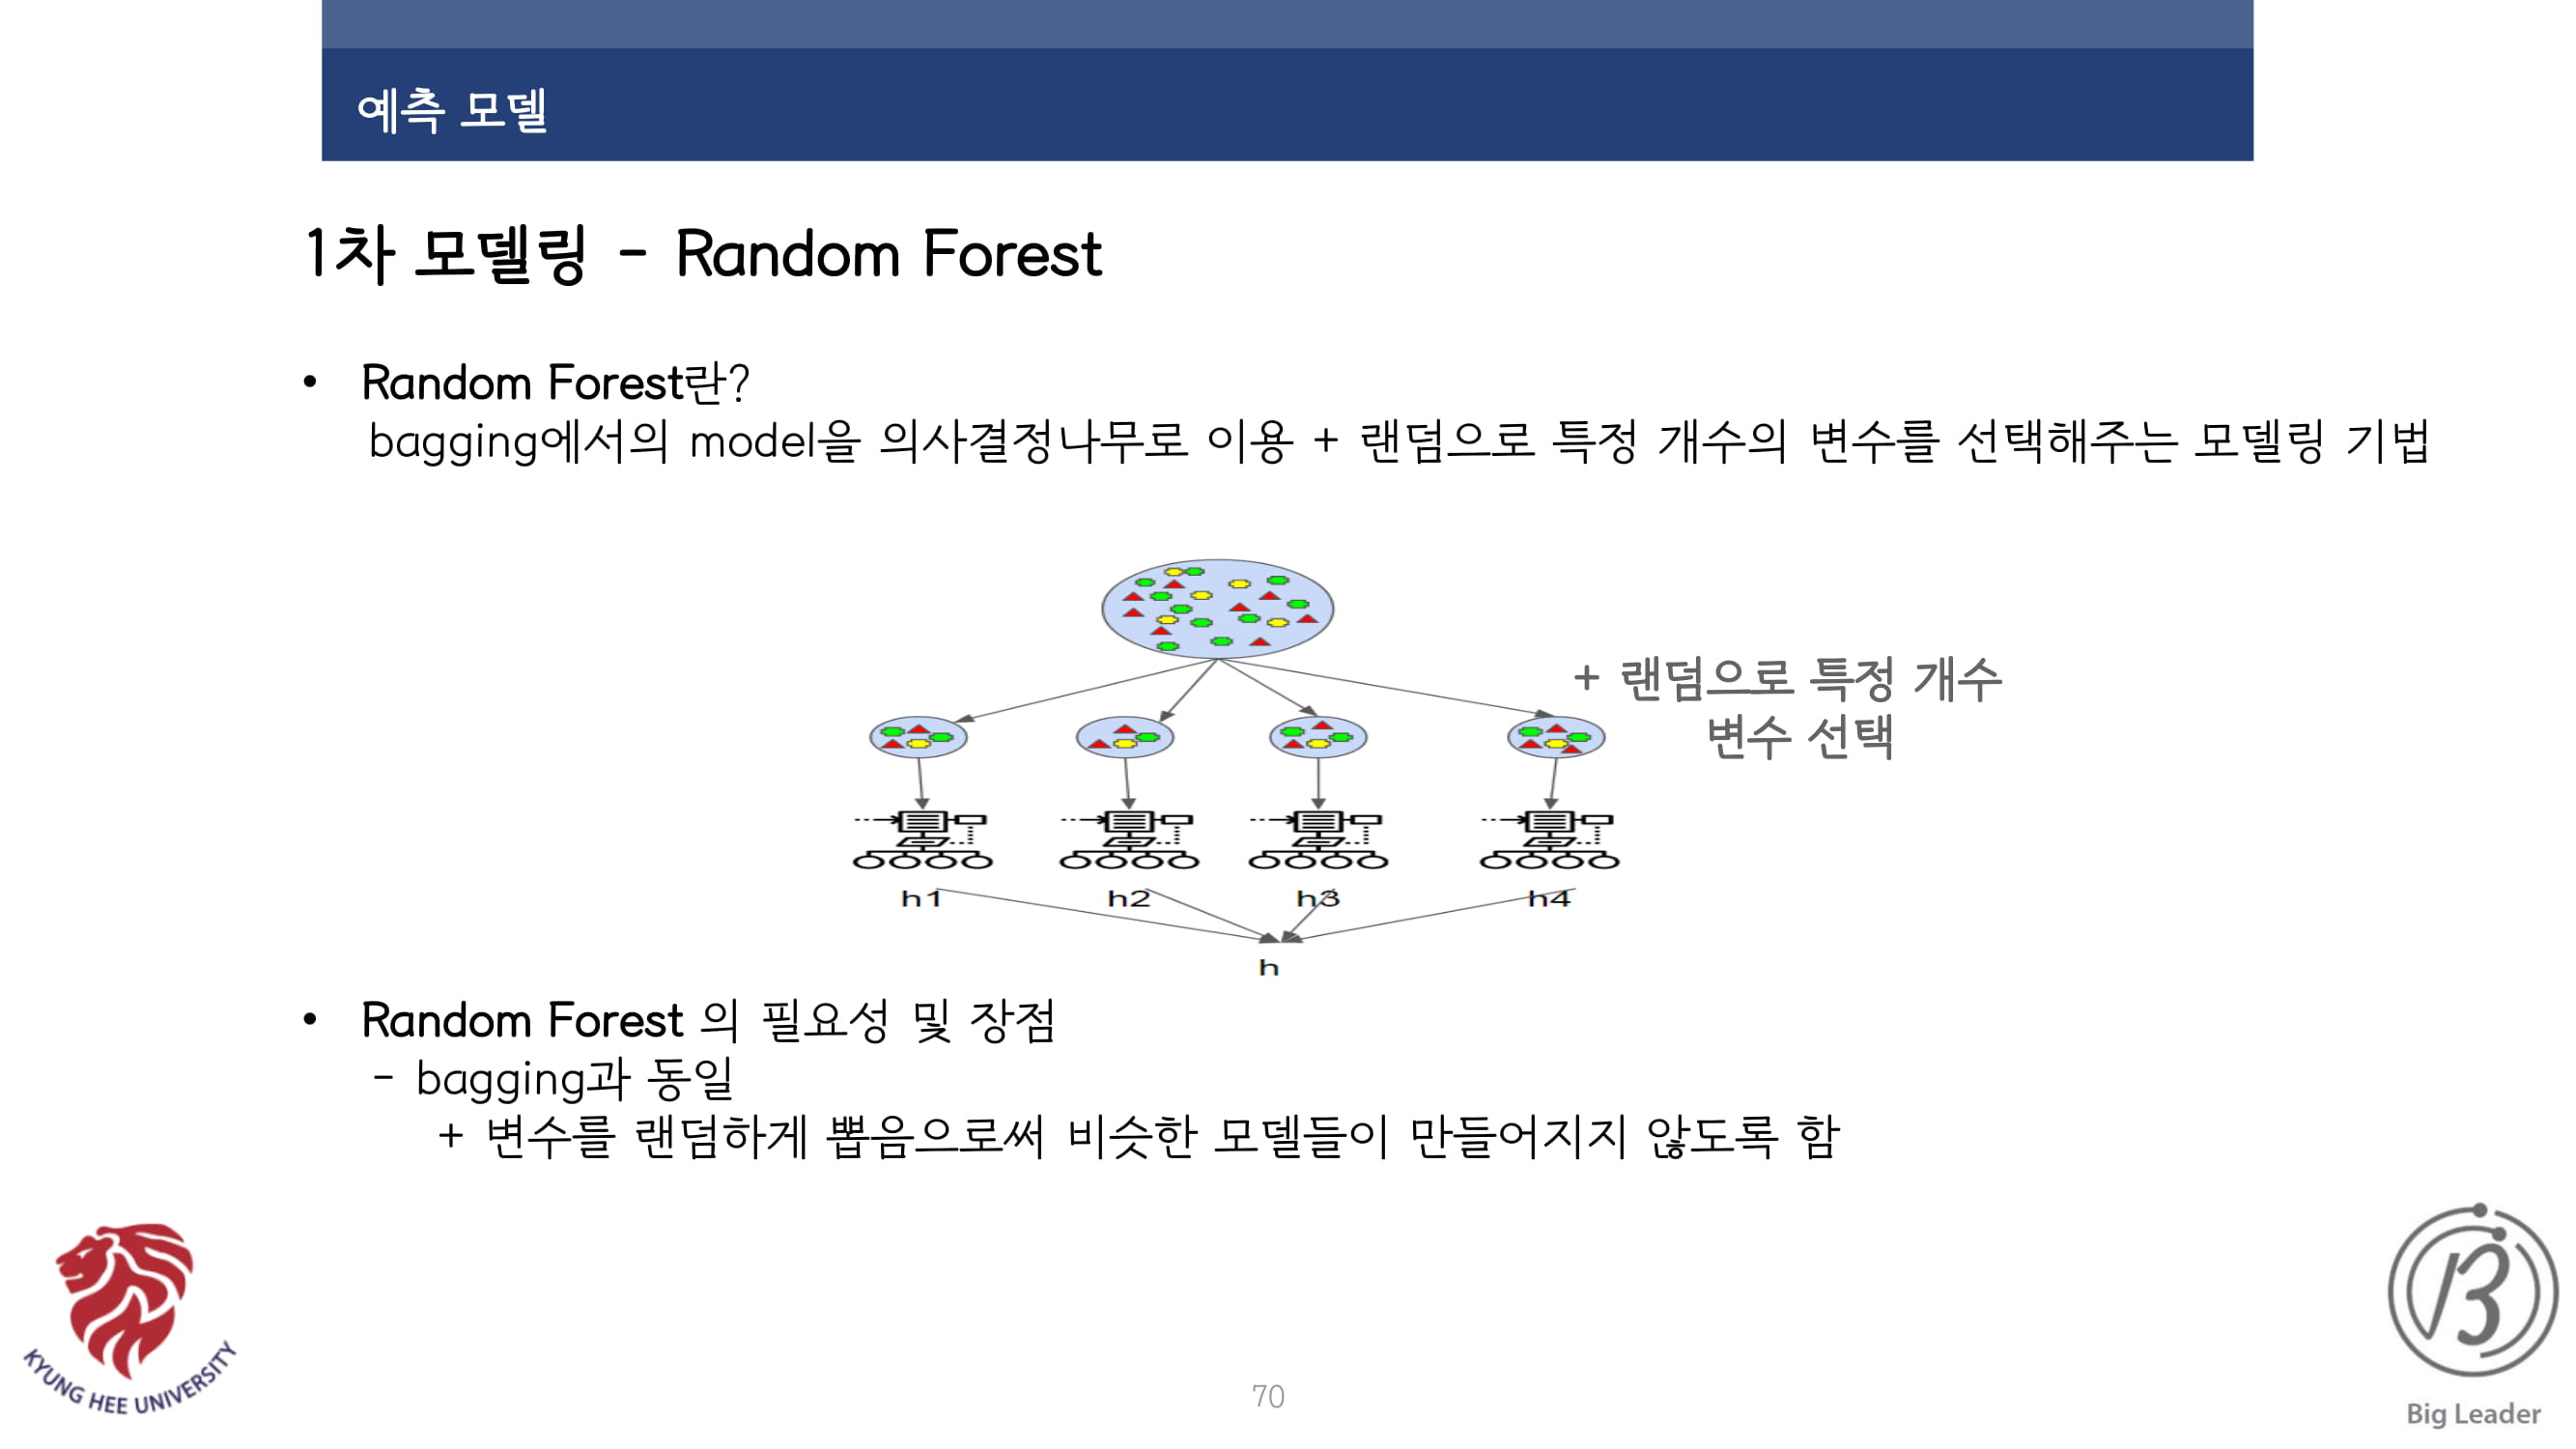 예측 모델
1차 모델링 - Random Forest
• Random Forest란?
bagging에서의 model을 의사결정나무로 이용 + 랜덤으로 특정 개수의 변수를 선택해주는 모델링 기법
+ 랜덤으로 특정 개수
변수 선택
h1 h2 h3 h4
h
• Random Forest 의 필요성 및 장점
- bagging과 동일
+ 변수를 랜덤하게 뽑음으로써 비슷한 모델들이 만들어지지 않도록 함
KYUNG HEE UNIVERSITY
70
Big Leader